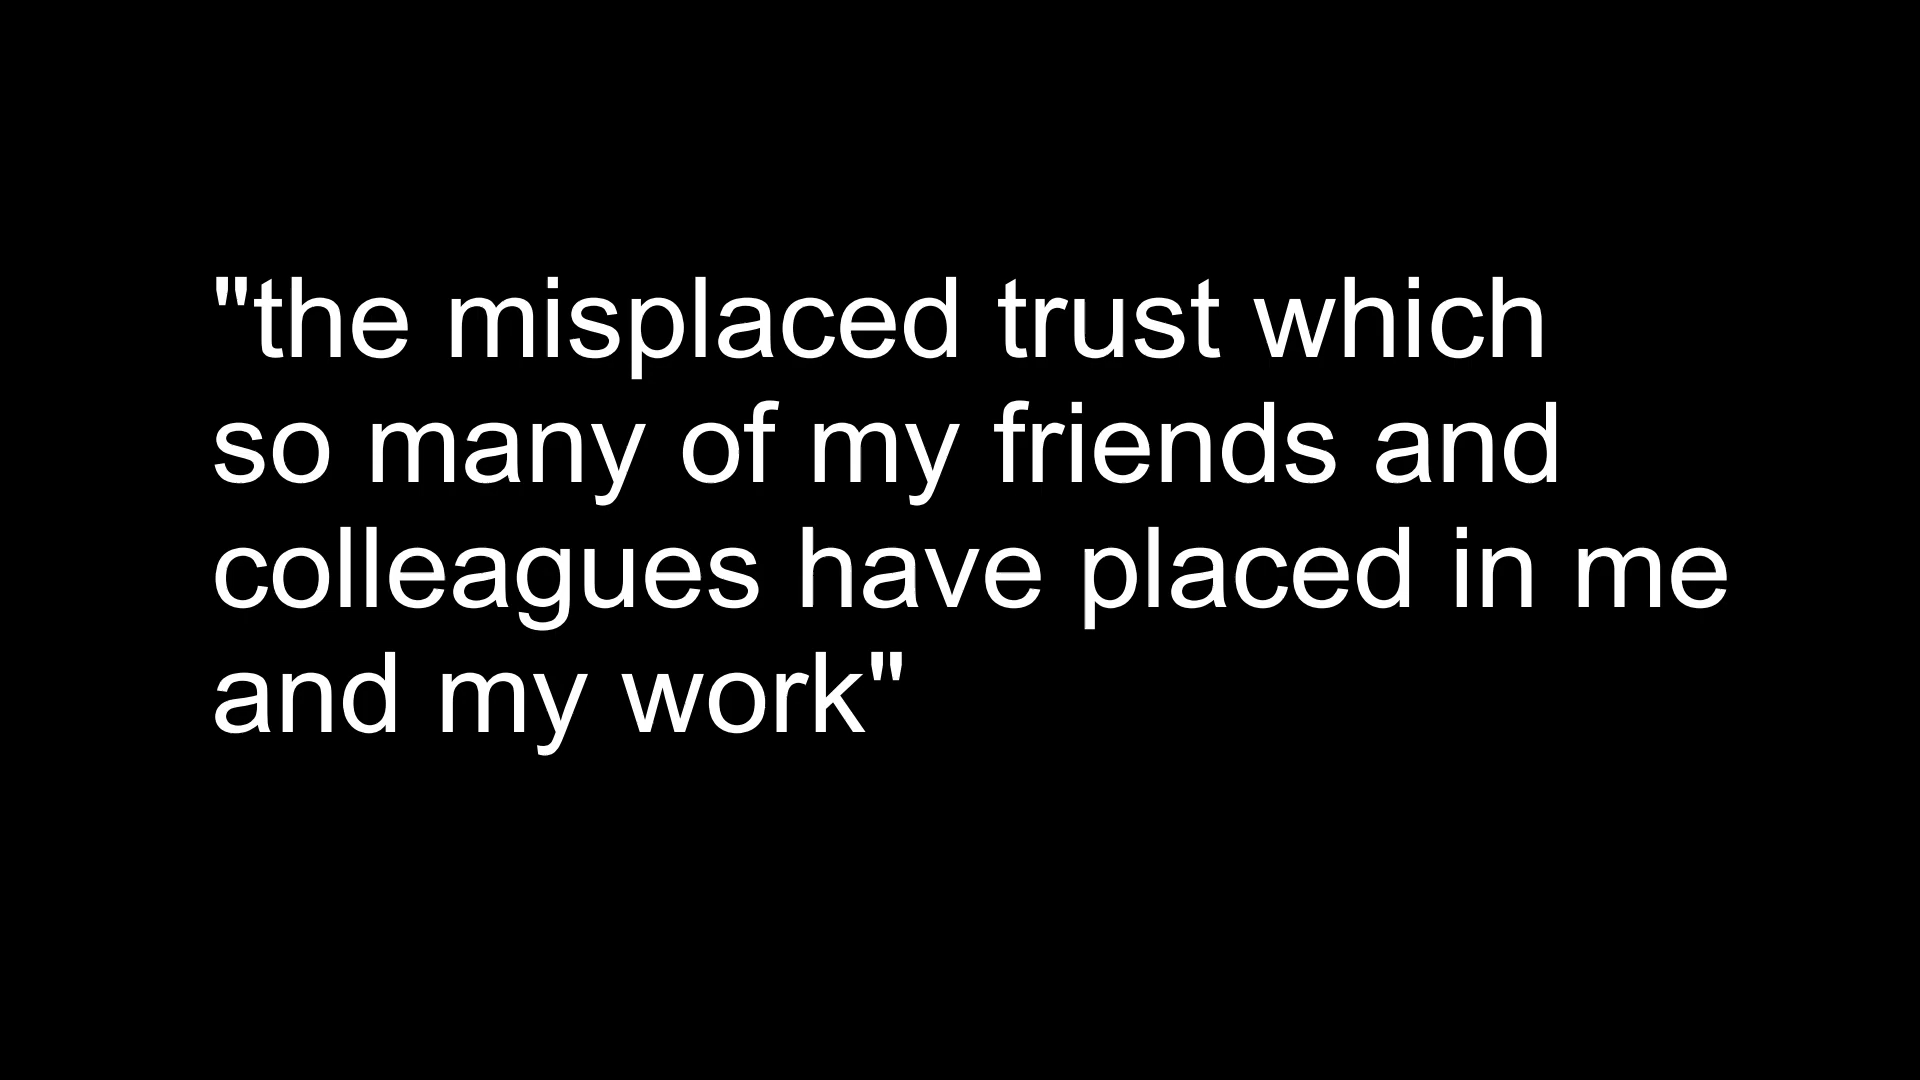 "the misplaced trust which
so many of my friends and
colleagues have placed in me
and my work"